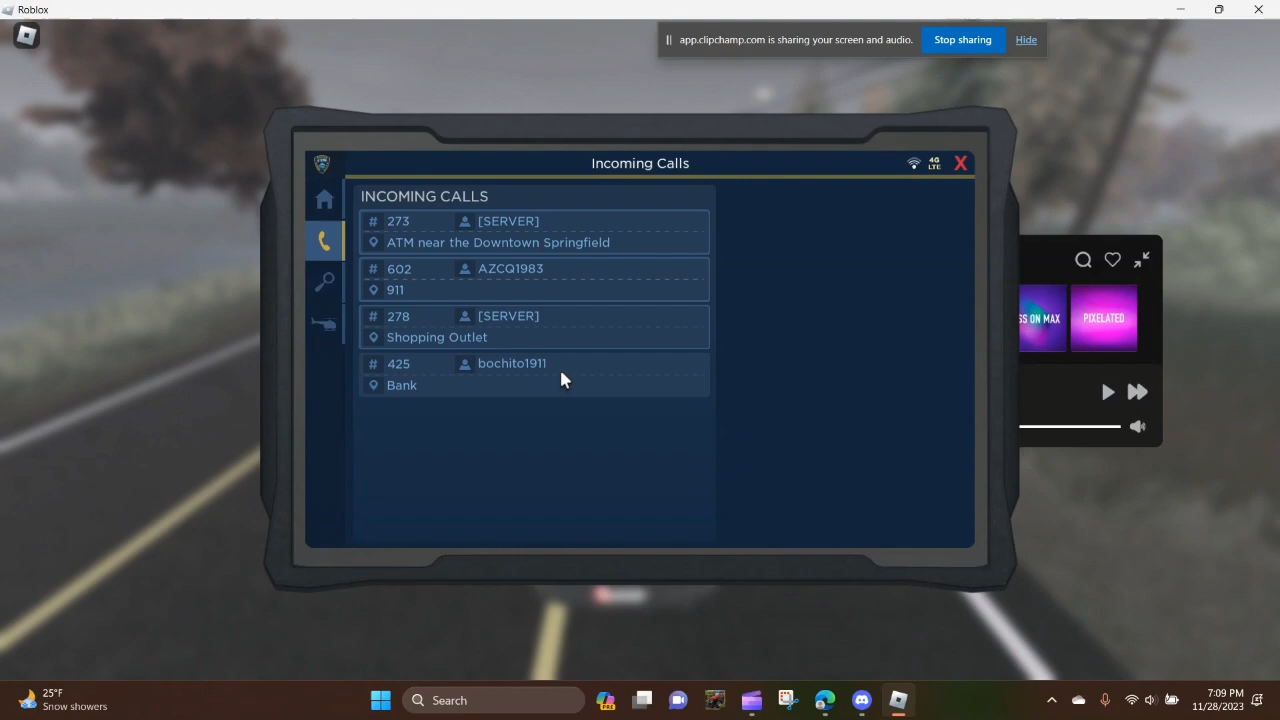 Roblox
app.clipchamp.com is sharing your screen and audio.
Stop sharing
Hide
Incoming Calls
4G
LTE
X
INCOMING CALLS
# 273 [SERVER]
ATM near the Downtown Springfield
# 602 AZCQ1983
911
# 278 [SERVER]
Shopping Outlet
# 425 bochito1911
Bank
SS ON MAX
PIXELATED
25°F
Snow showers
Search
PRE
7:09 PM
11/28/2023